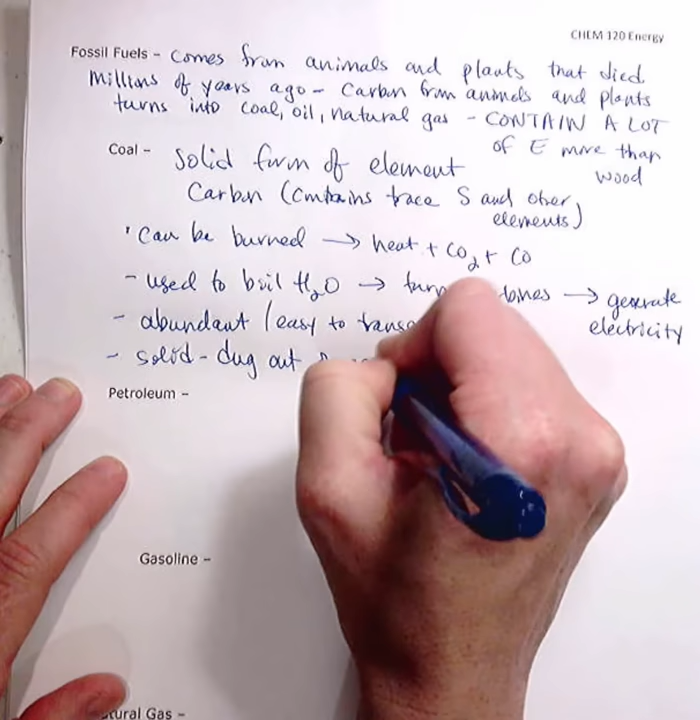 CHEM 120 Energy
Fossil Fuels - comes from animals and plants that died
millions of years ago - Carbon from animals and plants
turns into coal, oil, natural gas - CONTAIN A LOT
of E more than
wood
Coal - solid form of element
Carbon (contains trace S and other
elements)
• Can be burned → heat + CO₂ + CO
- used to boil H₂O → turn → generate
electricity
- abundant / easy to
- solid - dug out
Petroleum -
Gasoline -
Gas -